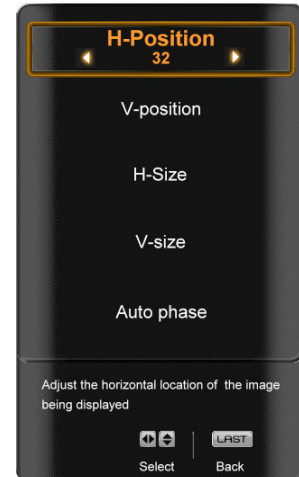 H-Position
32
V-position
H-Size
V-size
Auto phase
Adjust the horizontal location of the image
being displayed
LAST
Select Back